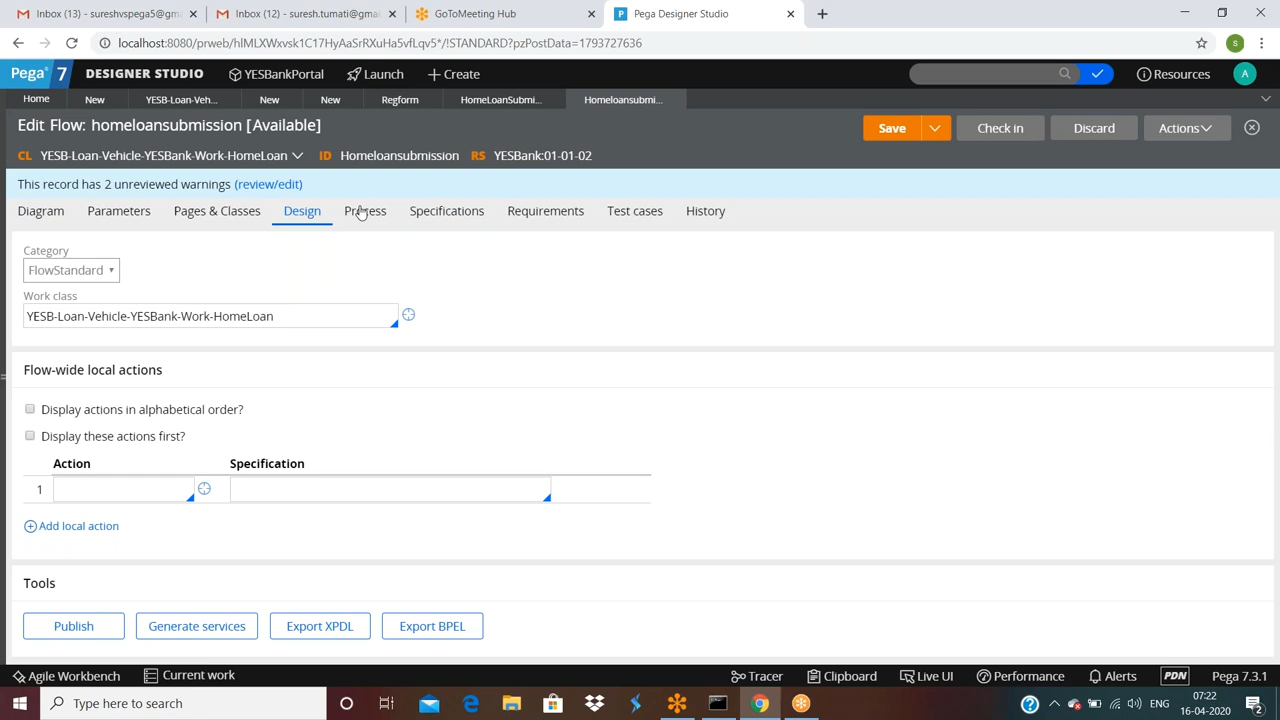 Inbox (13) - sureshvspega5@gm
Inbox (12) - suresh.tumati@gmai
GoToMeeting Hub
Pega Designer Studio
localhost:8080/prweb/hlMLXWxvsk1C17HyAaSrRXuHa5vfLqv5*/!STANDARD?pzPostData=1793727636
S
Pega 7 DESIGNER STUDIO YESBankPortal Launch Create Resources A
Home New YESB-Loan-Veh... New New Regform HomeLoanSubmi... Homeloansubmi...
Edit Flow: homeloansubmission [Available]
Save Check in Discard Actions
CL YESB-Loan-Vehicle-YESBank-Work-HomeLoan ID Homeloansubmission RS YESBank:01-01-02
This record has 2 unreviewed warnings (review/edit)
Diagram Parameters Pages & Classes Design Process Specifications Requirements Test cases History
Category
FlowStandard
Work class
YESB-Loan-Vehicle-YESBank-Work-HomeLoan
Flow-wide local actions
Display actions in alphabetical order?
Display these actions first?
Action Specification
1
Add local action
Tools
Publish Generate services Export XPDL Export BPEL
Agile Workbench Current work Tracer Clipboard Live UI Performance Alerts PDN Pega 7.3.1
Type here to search
ENG
07:22
16-04-2020
2